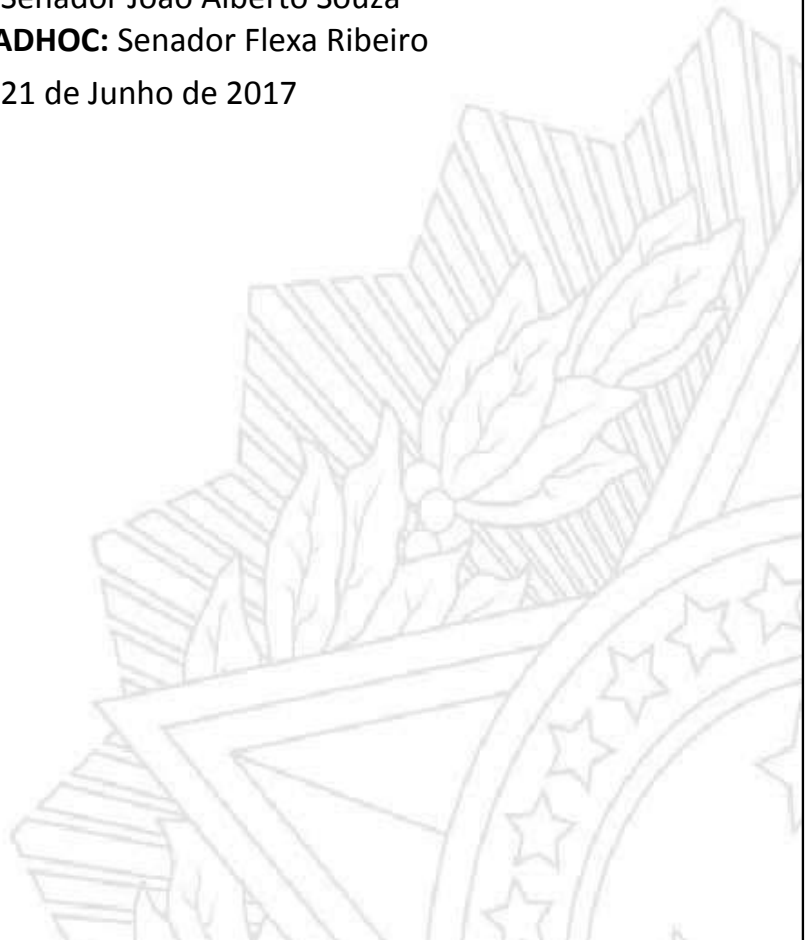 Senador João Alberto Souza
ADHOC: Senador Flexa Ribeiro
21 de Junho de 2017